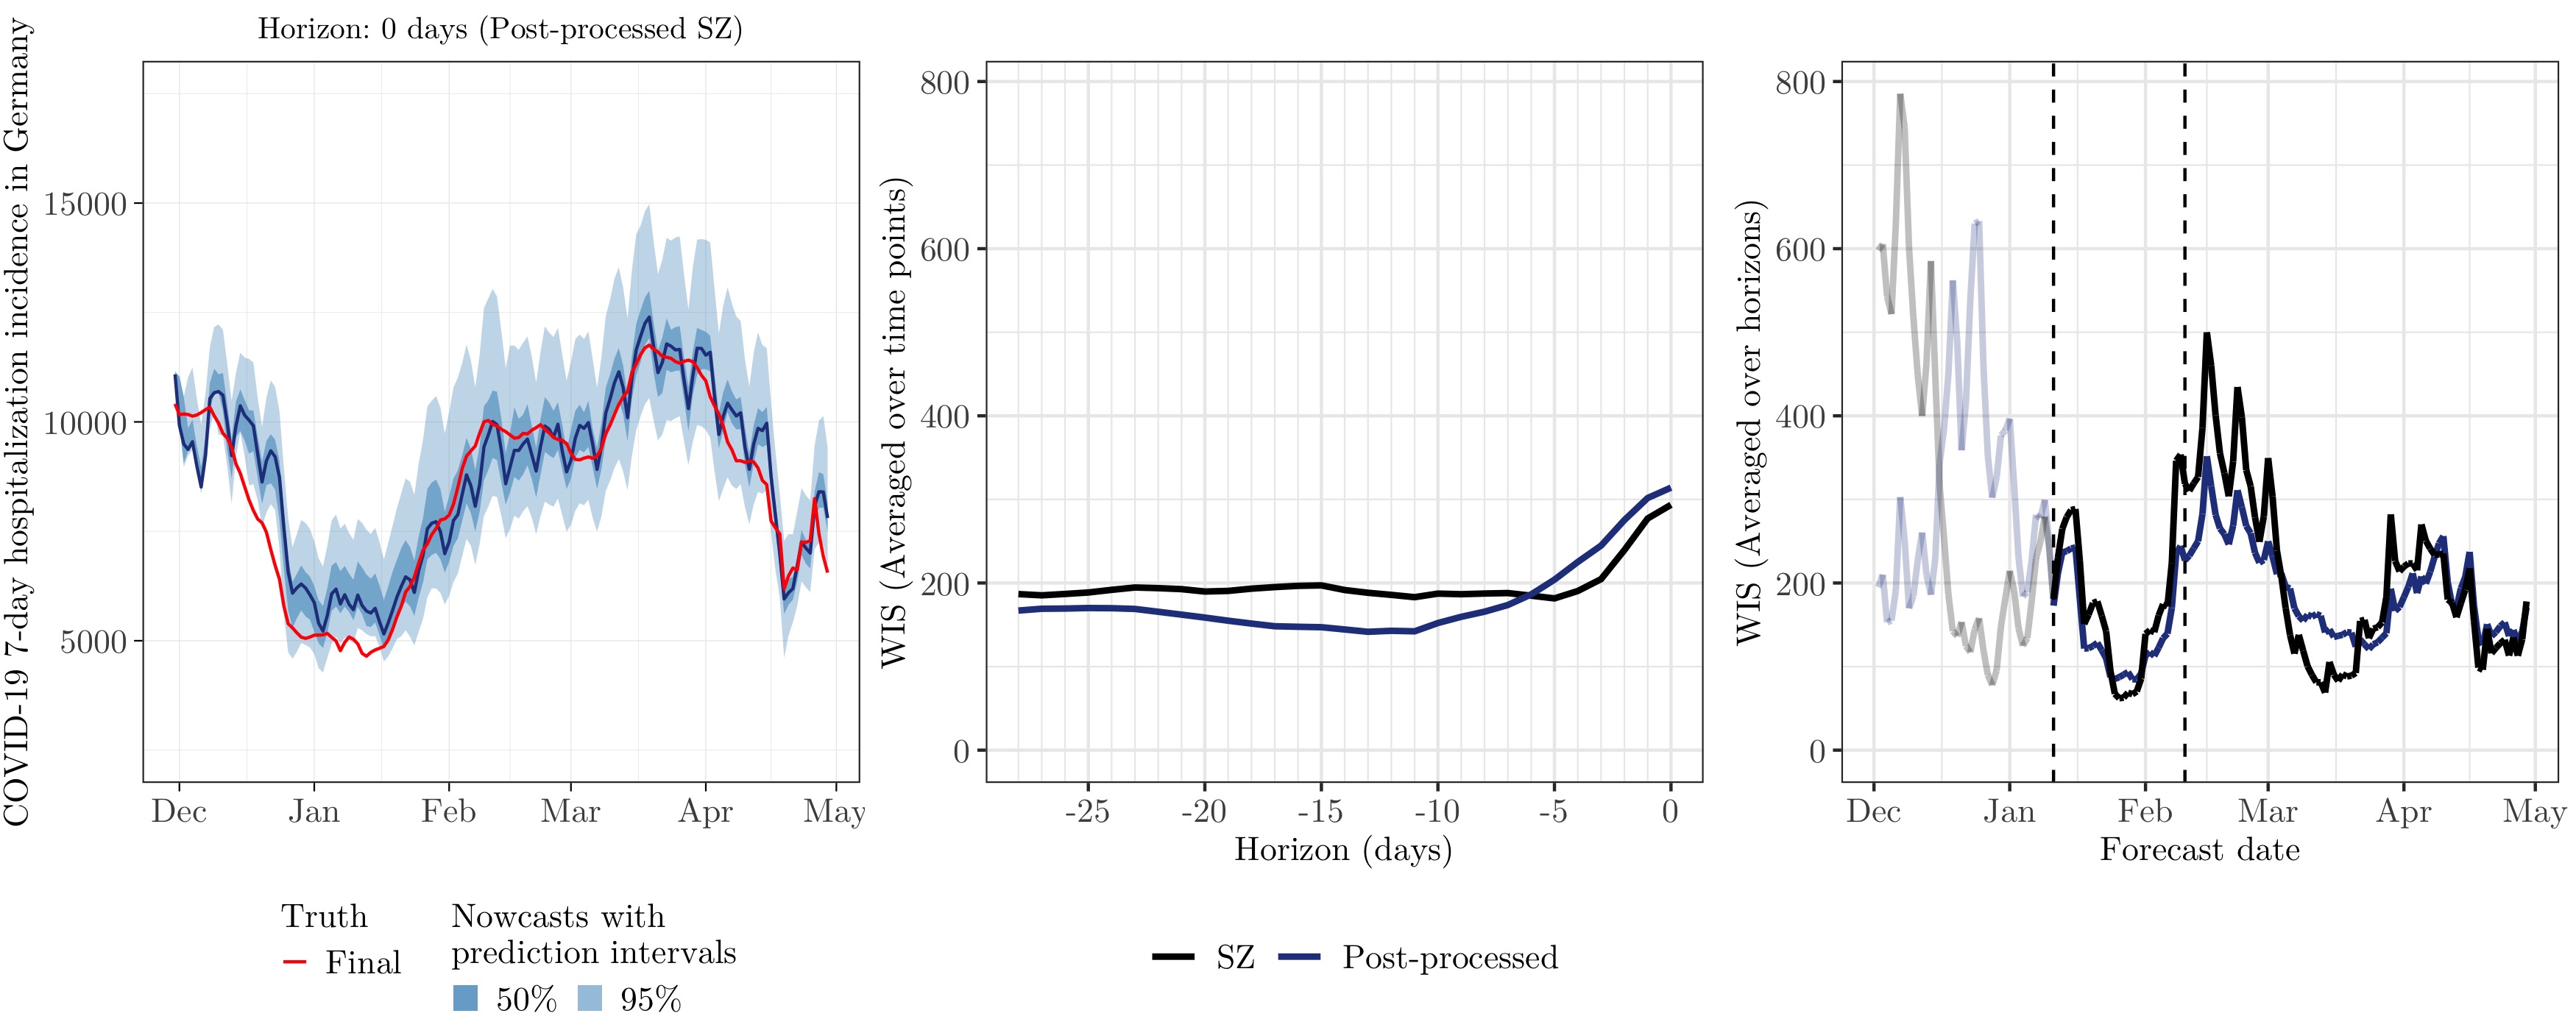 Horizon: 0 days (Post-processed SZ)
COVID-19 7-day hospitalization incidence in Germany
15000
10000
5000
Dec Jan Feb Mar Apr May
Truth
Final
Nowcasts with
prediction intervals
50% 95%
WIS (Averaged over time points)
800
600
400
200
0
-25 -20 -15 -10 -5 0
Horizon (days)
SZ Post-processed
WIS (Averaged over horizons)
800
600
400
200
0
Dec Jan Feb Mar Apr May
Forecast date